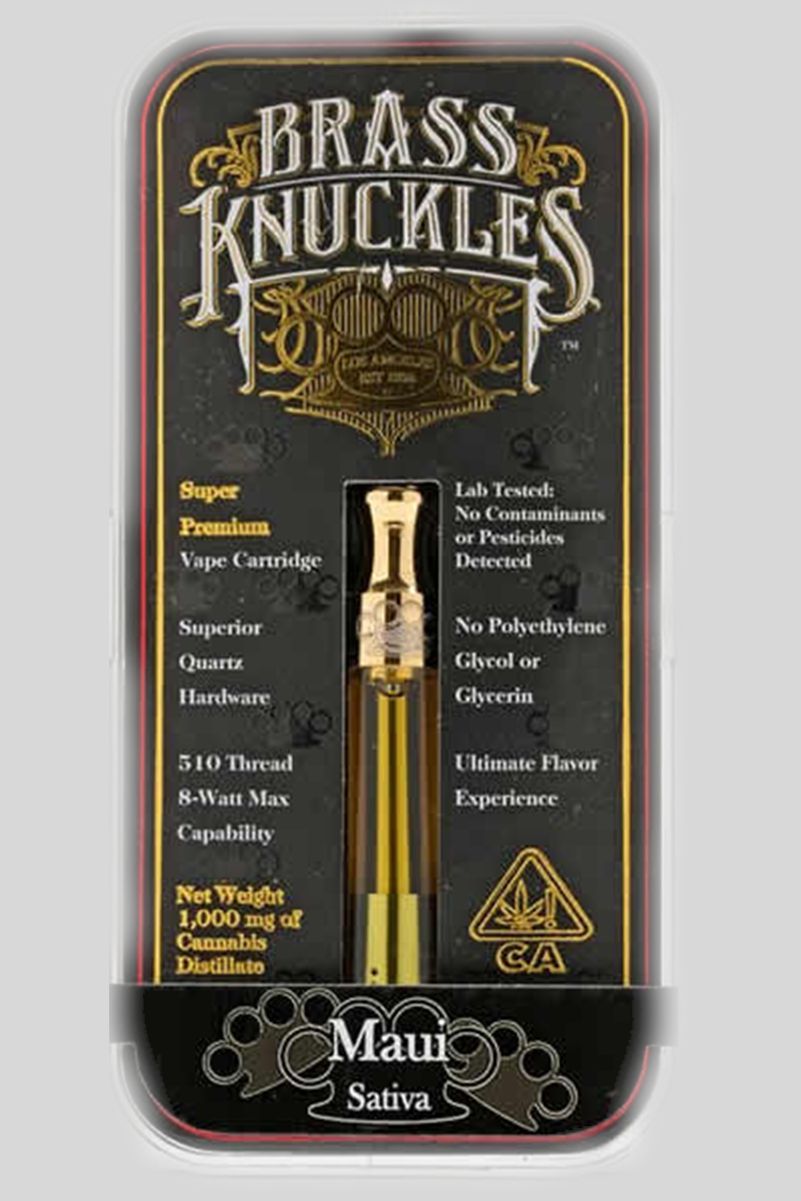 BRASS
KNUCKLES
TM
LOS ANGELES
Super
Premium
Vape Cartridge
Superior
Quartz
Hardware
510 Thread
8-Watt Max
Capability
Net Weight
1,000 mg of
Cannabis
Distillate
Lab Tested:
No Contaminants
or Pesticides
Detected
No Polyethylene
Glycol or
Glycerin
Ultimate Flavor
Experience
CA
Maui
Sativa